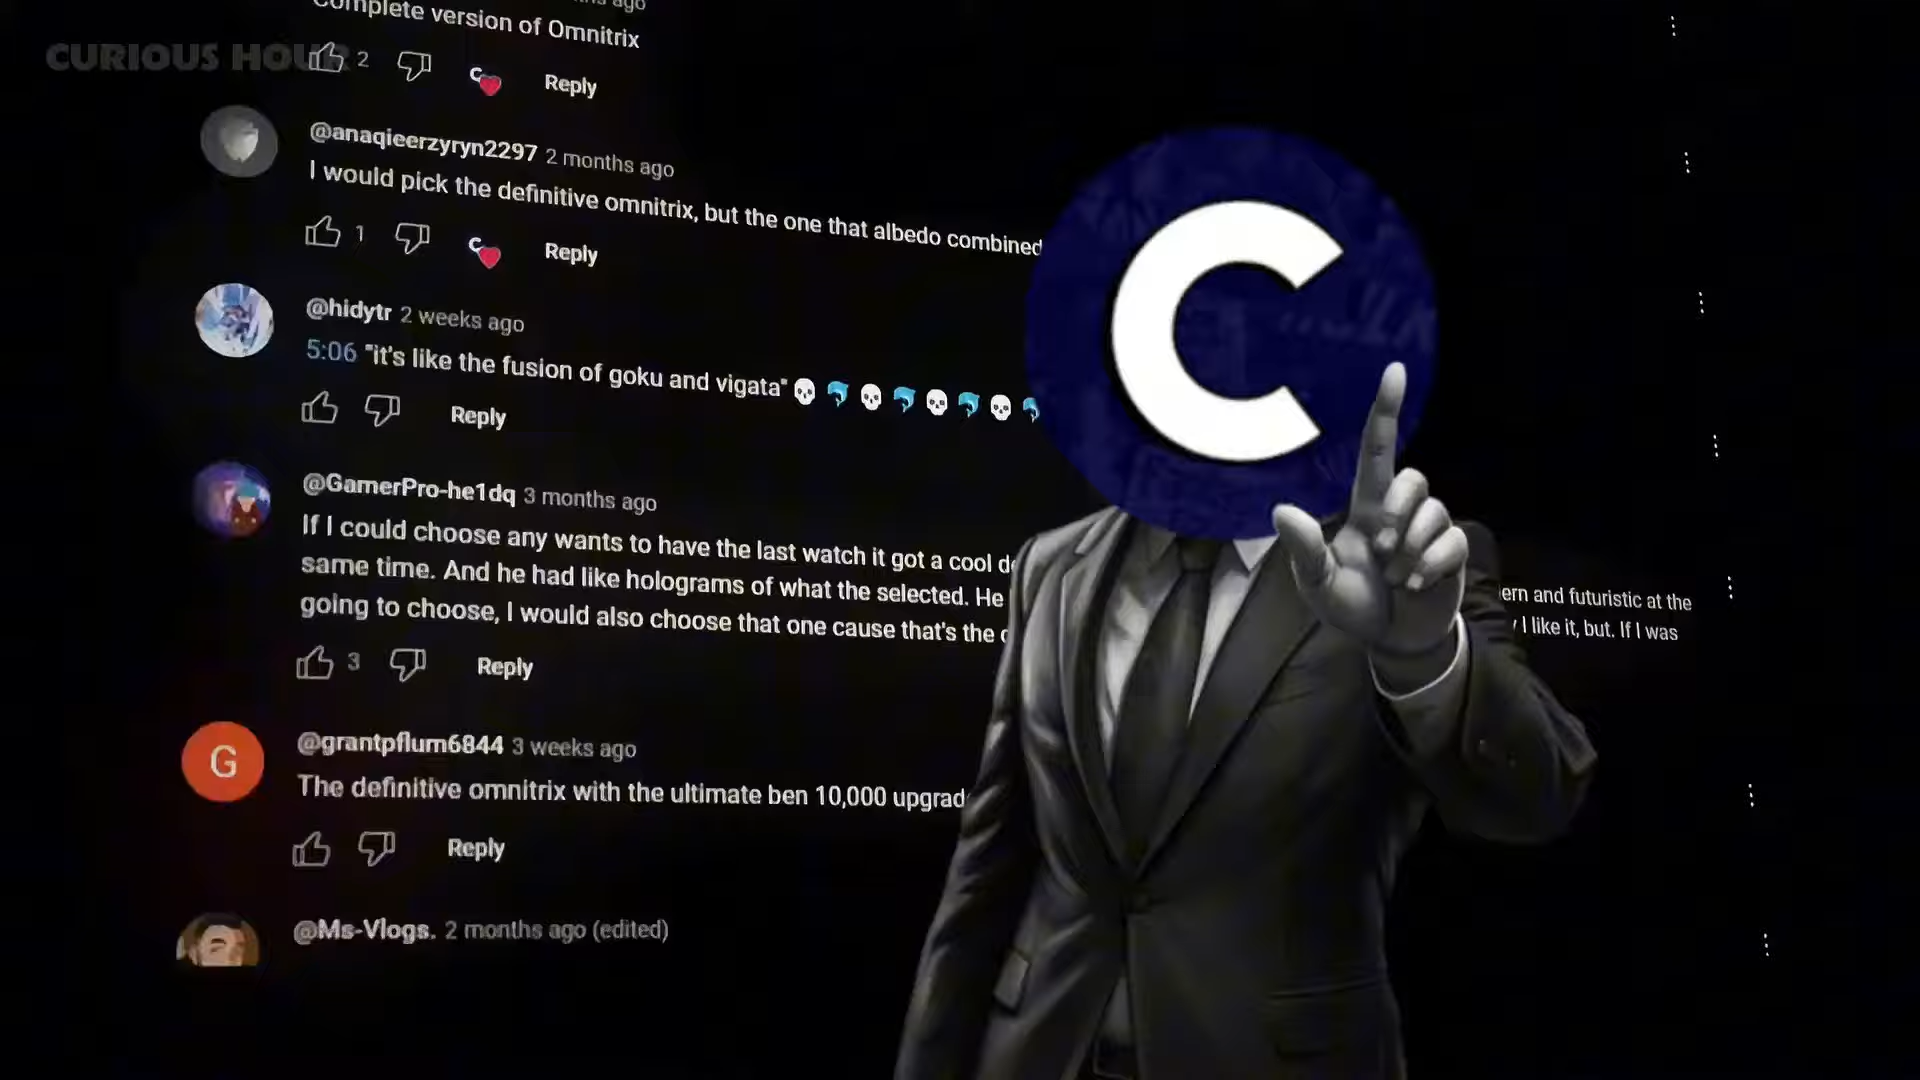 Complete version of Omnitrix
CURIOUS HOUR
2
Reply
@anaqieerzyryn2297 2 months ago
I would pick the definitive omnitrix, but the one that albedo combined
1
Reply
@hidytr 2 weeks ago
5:06 "it's like the fusion of goku and vigata"💀🐬💀🐬💀🐬💀🐬
Reply
@GamerPro-he1dq 3 months ago
If I could choose any wants to have the last watch it got a cool
same time. And he had like holograms of what the selected. He
going to choose, I would also choose that one cause that's the
and futuristic at the
I like it, but. If I was
3
Reply
G
@grantpflum6844 3 weeks ago
The definitive omnitrix with the ultimate ben 10,000
Reply
@Ms-Vlogs. 2 months ago (edited)
C